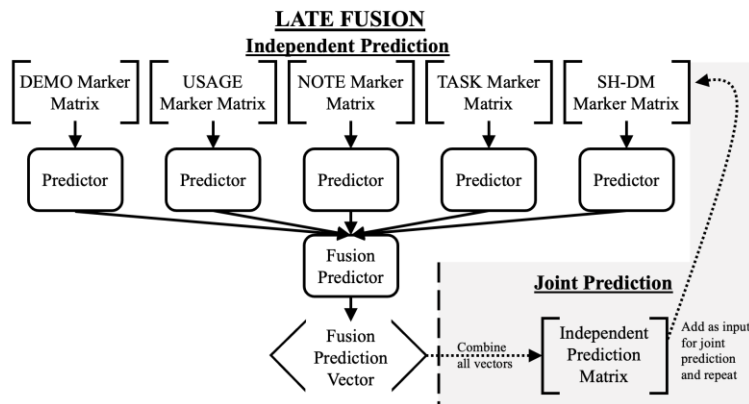 LATE FUSION
Independent Prediction
DEMO Marker
Matrix
USAGE
Marker Matrix
NOTE Marker
Matrix
TASK Marker
Matrix
SH-DM
Marker Matrix
Predictor
Predictor
Predictor
Predictor
Predictor
Fusion
Predictor
Joint Prediction
Fusion
Prediction
Vector
Combine
all vectors
Independent
Prediction
Matrix
Add as input
for joint
prediction
and repeat